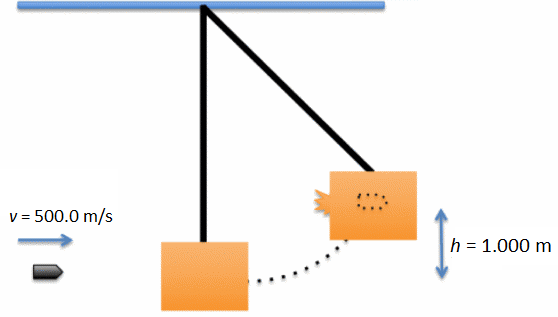 v = 500.0 m/s
h = 1.000 m